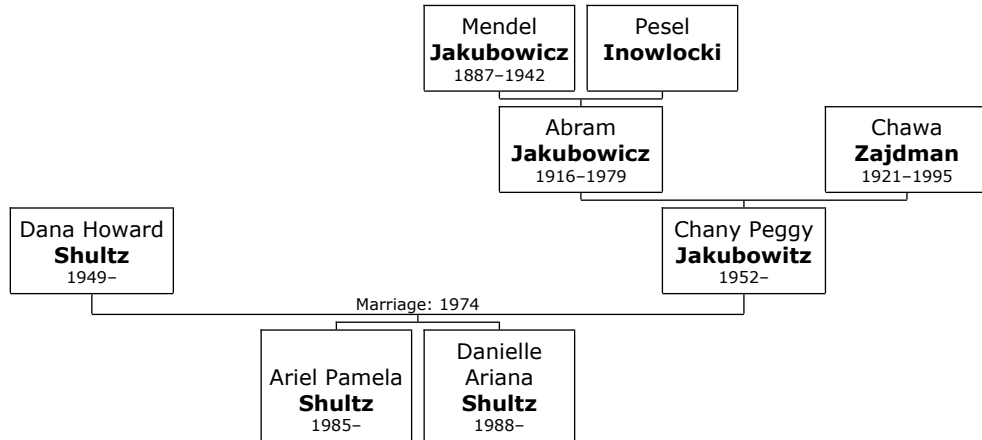 Mendel
Jakubowicz
1887–1942
Pesel
Inowlocki
Abram
Jakubowicz
1916–1979
Chawa
Zajdman
1921–1995
Dana Howard
Shultz
1949–
Chany Peggy
Jakubowitz
1952–
Marriage: 1974
Ariel Pamela
Shultz
1985–
Danielle
Ariana
Shultz
1988–